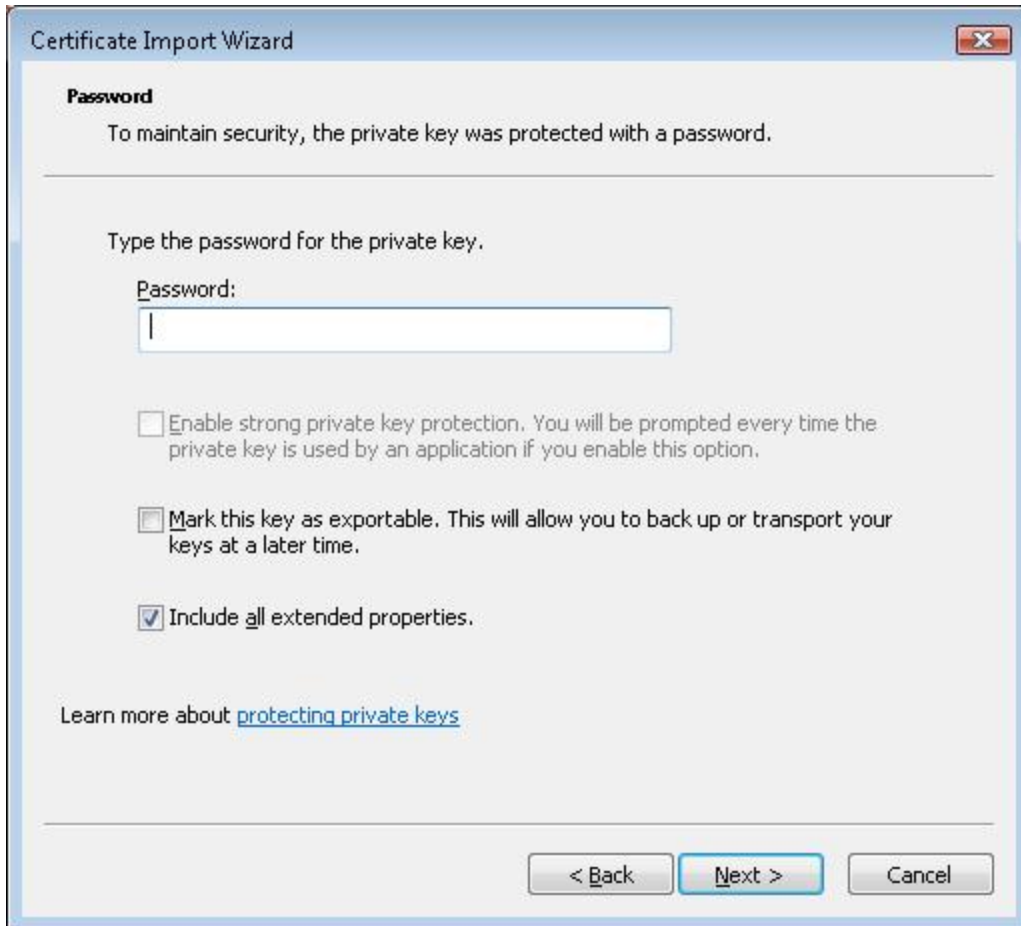 Certificate Import Wizard
Password
To maintain security, the private key was protected with a password.
Type the password for the private key.
Password:
Enable strong private key protection. You will be prompted every time the
private key is used by an application if you enable this option.
Mark this key as exportable. This will allow you to back up or transport your
keys at a later time.
Include all extended properties.
Learn more about protecting private keys
< Back
Next >
Cancel